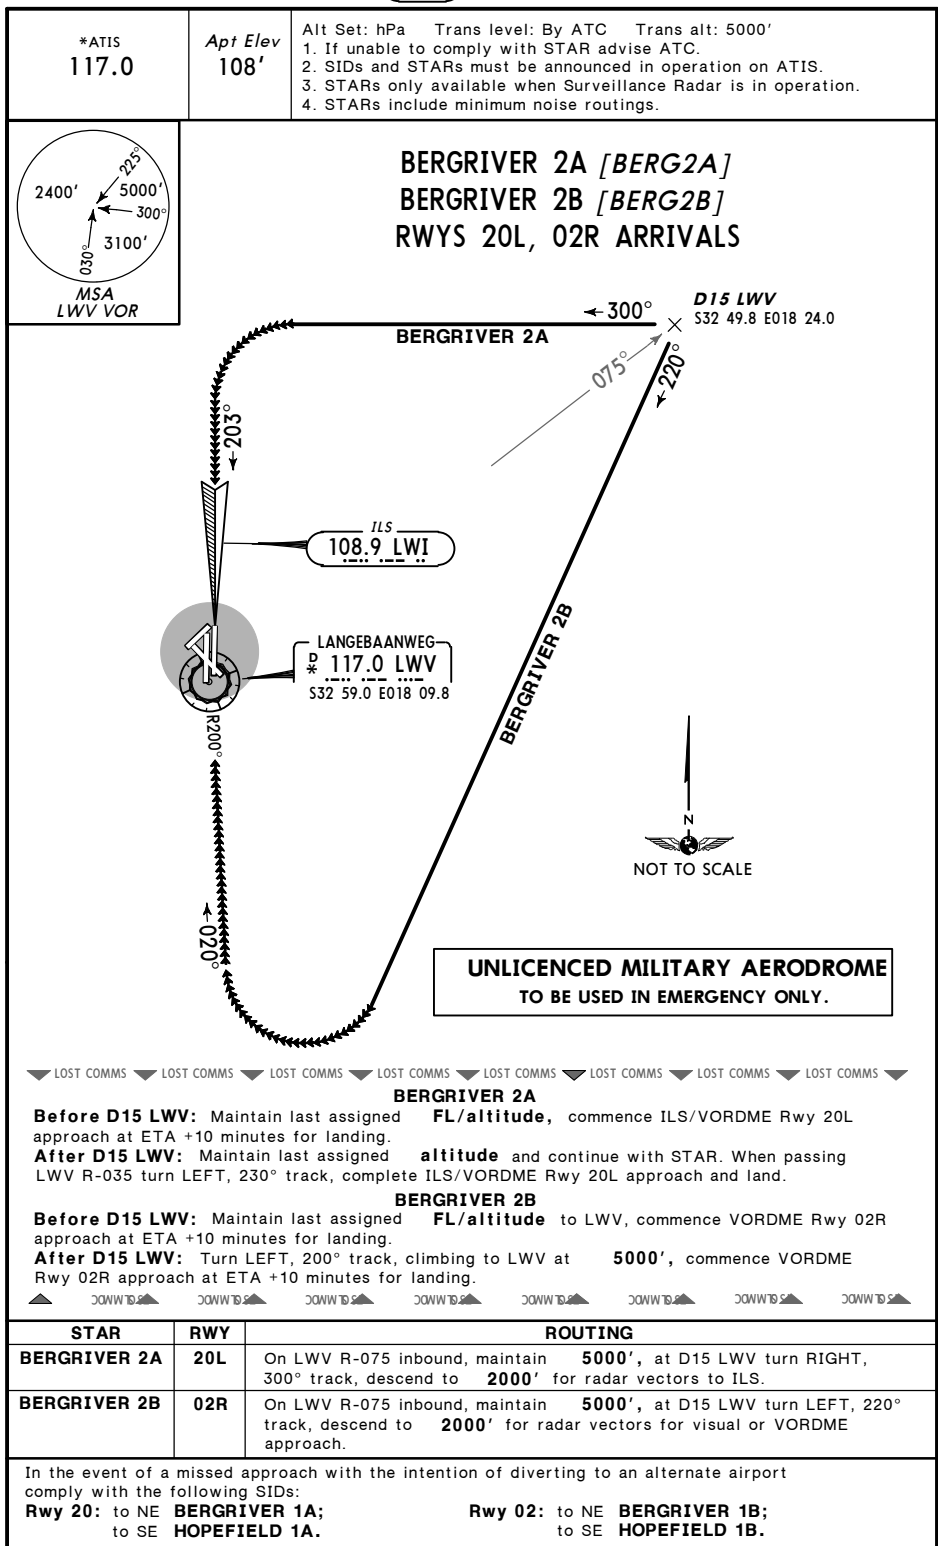 *ATIS
117.0
Apt Elev
108'
Alt Set: hPa Trans level: By ATC Trans alt: 5000'
1. If unable to comply with STAR advise ATC.
2. SIDs and STARs must be announced in operation on ATIS.
3. STARs only available when Surveillance Radar is in operation.
4. STARs include minimum noise routings.
225°
2400'
5000'
300°
3100'
030°
MSA
LWV VOR
BERGRIVER 2A [BERG2A]
BERGRIVER 2B [BERG2B]
RWYS 20L, 02R ARRIVALS
D15 LWV
S32 49.8 E018 24.0
300°
BERGRIVER 2A
075°
220°
203°
ILS
108.9 LWI
BERGRIVER 2B
LANGEBAANWEG
D
* 117.0 LWV
S32 59.0 E018 09.8
R200°
N
NOT TO SCALE
020°
UNLICENCED MILITARY AERODROME
TO BE USED IN EMERGENCY ONLY.
LOST COMMS LOST COMMS LOST COMMS LOST COMMS LOST COMMS LOST COMMS LOST COMMS LOST COMMS
BERGRIVER 2A
Before D15 LWV: Maintain last assigned FL/altitude, commence ILS/VORDME Rwy 20L
approach at ETA +10 minutes for landing.
After D15 LWV: Maintain last assigned altitude and continue with STAR. When passing
LWV R-035 turn LEFT, 230° track, complete ILS/VORDME Rwy 20L approach and land.
BERGRIVER 2B
Before D15 LWV: Maintain last assigned FL/altitude to LWV, commence VORDME Rwy 02R
approach at ETA +10 minutes for landing.
After D15 LWV: Turn LEFT, 200° track, climbing to LWV at 5000', commence VORDME
Rwy 02R approach at ETA +10 minutes for landing.
STAR RWY ROUTING
BERGRIVER 2A 20L On LWV R-075 inbound, maintain 5000', at D15 LWV turn RIGHT,
300° track, descend to 2000' for radar vectors to ILS.
BERGRIVER 2B 02R On LWV R-075 inbound, maintain 5000', at D15 LWV turn LEFT, 220°
track, descend to 2000' for radar vectors for visual or VORDME
approach.
In the event of a missed approach with the intention of diverting to an alternate airport
comply with the following SIDs:
Rwy 20: to NE BERGRIVER 1A; Rwy 02: to NE BERGRIVER 1B;
to SE HOPEFIELD 1A. to SE HOPEFIELD 1B.